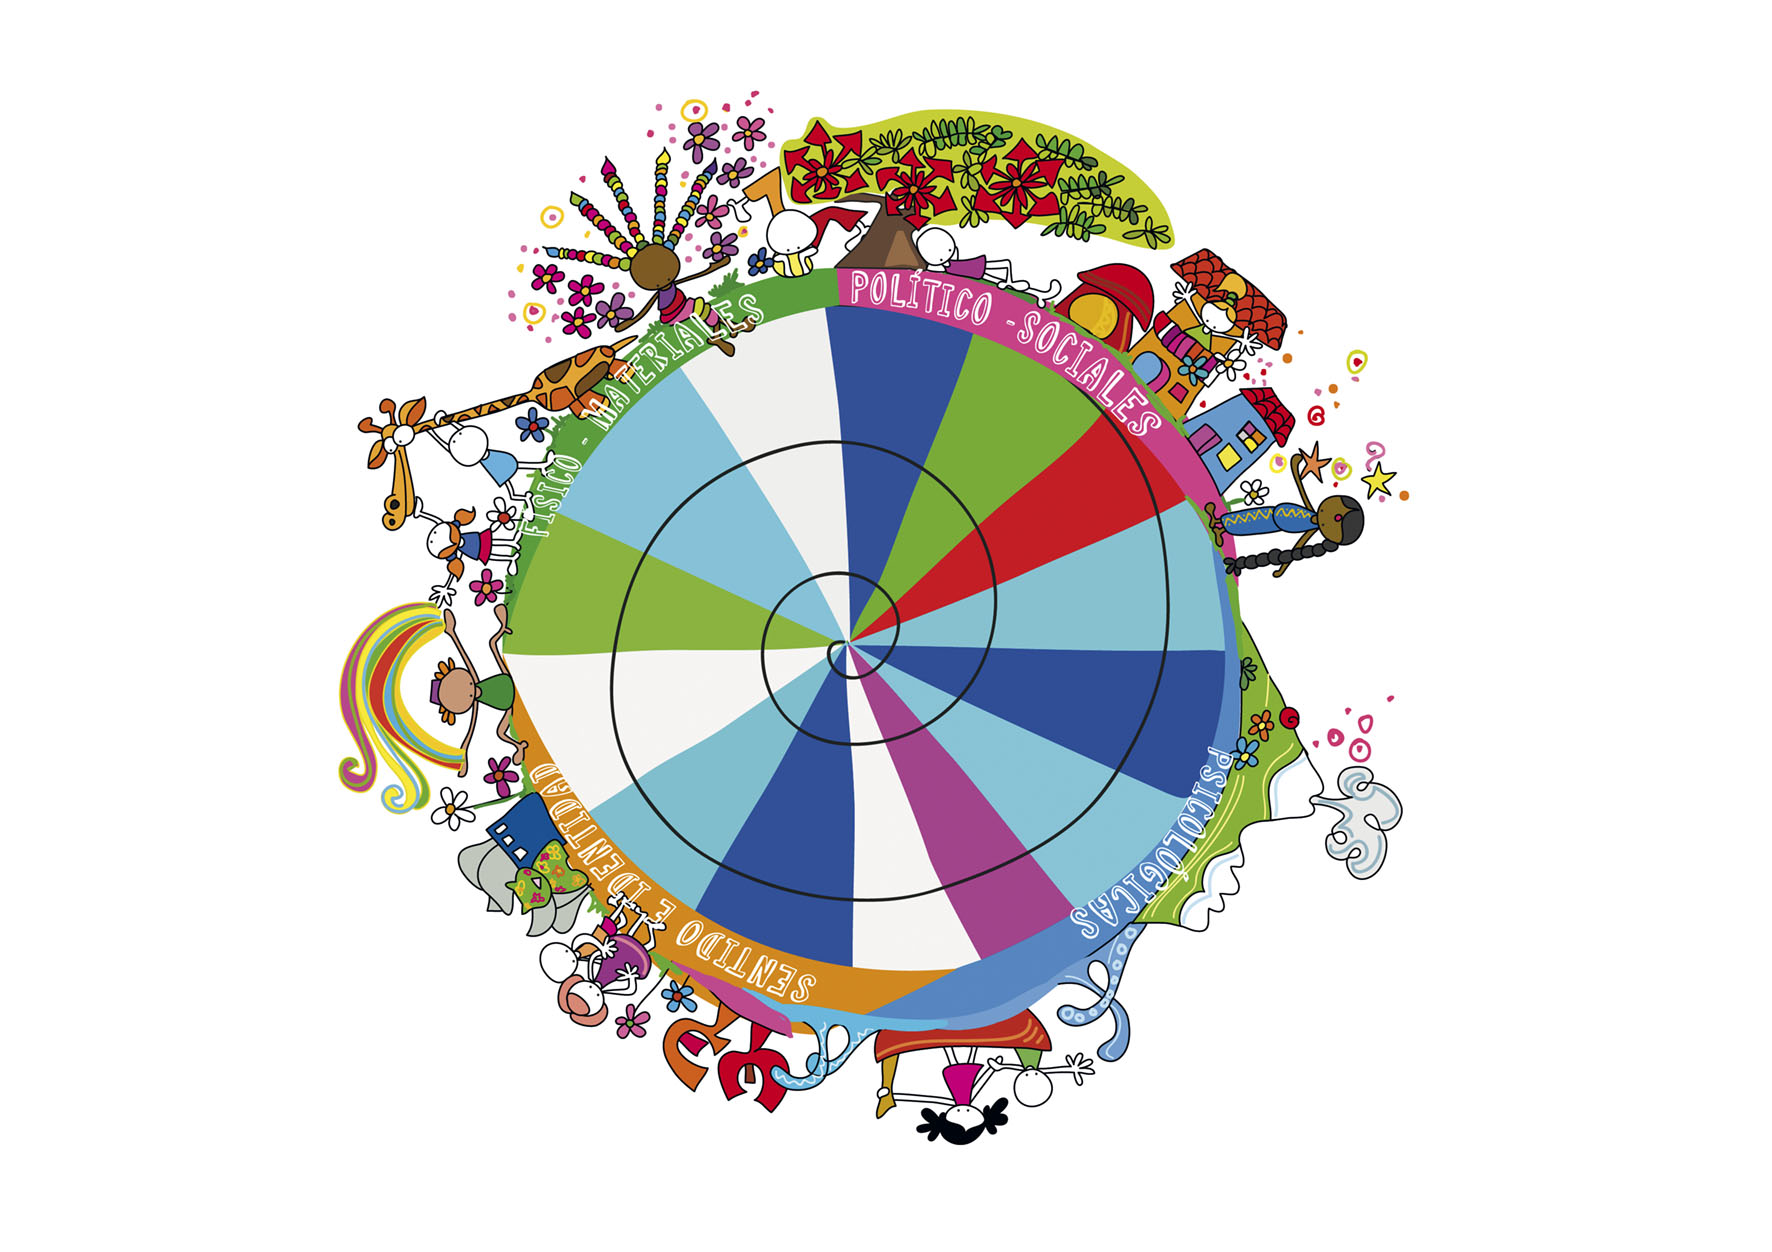 FÍSICO - MATERIALES
POLÍTICO - SOCIALES
PSICOLÓGICAS
SENTIDO E IDENTIDAD